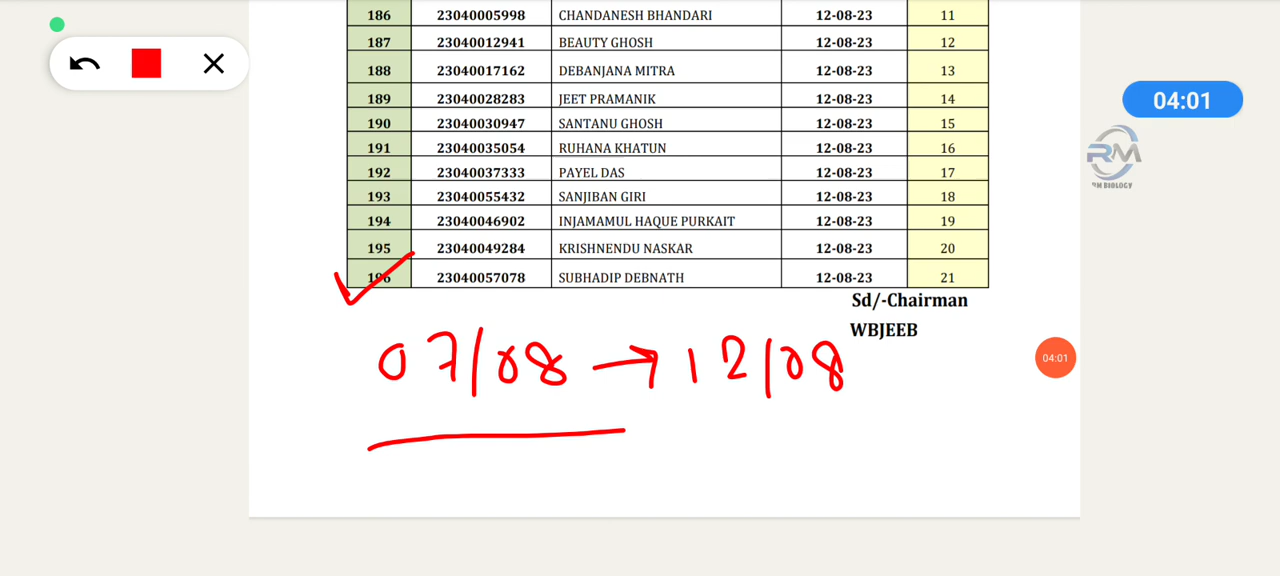 186 23040005998 CHANDANESH BHANDARI 12-08-23 11
187 23040012941 BEAUTY GHOSH 12-08-23 12
188 23040017162 DEBANJANA MITRA 12-08-23 13
189 23040028283 JEET PRAMANIK 12-08-23 14
190 23040030947 SANTANU GHOSH 12-08-23 15
191 23040035054 RUHANA KHATUN 12-08-23 16
192 23040037333 PAYEL DAS 12-08-23 17
193 23040055432 SANJIBAN GIRI 12-08-23 18
194 23040046902 INJAMAMUL HAQUE PURKAIT 12-08-23 19
195 23040049284 KRISHNENDU NASKAR 12-08-23 20
196 23040057078 SUBHADIP DEBNATH 12-08-23 21
Sd/-Chairman
WBJEEB
07/08 → 12/08
04:01
RM
RM BIOLOGY
04:01